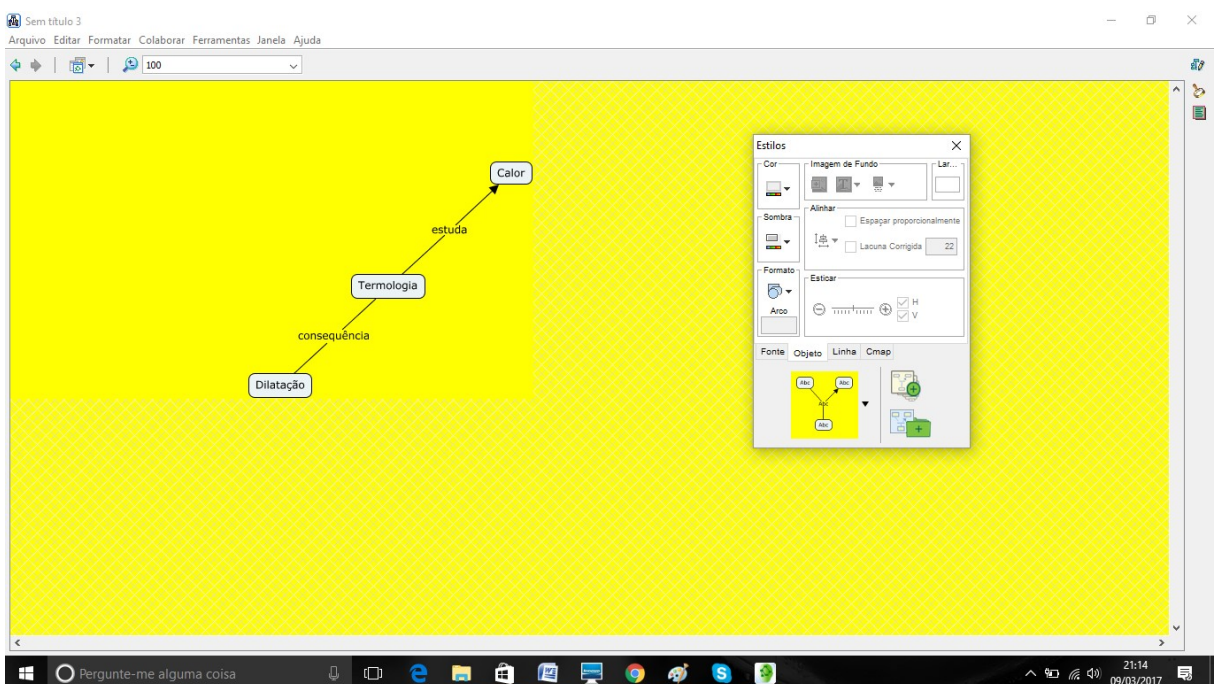 Sem título 3
Arquivo Editar Formatar Colaborar Ferramentas Janela Ajuda
100
Calor
estuda
Termologia
consequência
Dilatação
Estilos
Cor
Imagem de Fundo
Lar...
Sombra
Alinhar
Espaçar proporcionalmente
Lacuna Corrigida 22
Formato
Esticar
Arco
H
V
Fonte Objeto Linha Cmap
Abc Abc
Abc
Abc
Pergunte-me alguma coisa
21:14
09/03/2017